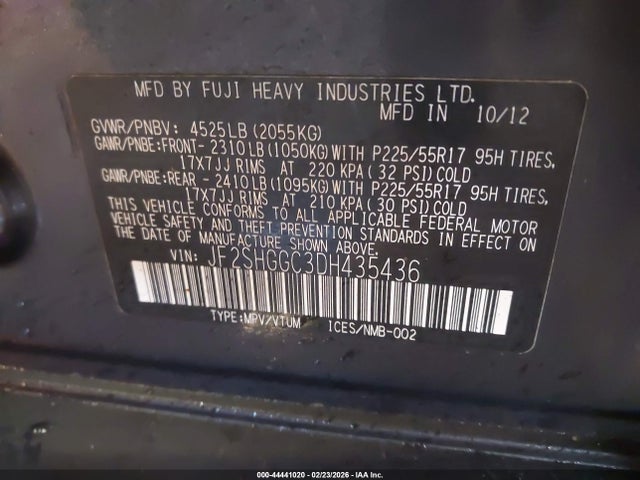 MFD BY FUJI HEAVY INDUSTRIES LTD.
MFD IN 10/12
GVWR/PNBV: 4525LB (2055KG)
GAWR/PNBE:FRONT- 2310LB (1050KG) WITH P225/55R17 95H TIRES,
17X7JJ RIMS AT 220 KPA (32 PSI) COLD
GAWR/PNBE:REAR - 2410LB (1095KG) WITH P225/55R17 95H TIRES,
17X7JJ RIMS AT 210 KPA (30 PSI) COLD
THIS VEHICLE CONFORMS TO ALL APPLICABLE FEDERAL MOTOR
VEHICLE SAFETY AND THEFT PREVENTION STANDARDS IN EFFECT ON
THE DATE OF MANUFACTURE SHOWN ABOVE.
VIN: JF2SHGGC3DH435436
TYPE:MPV/VTUM ICES/NMB-002
000-44441020 - 02/23/2026 - IAA Inc.